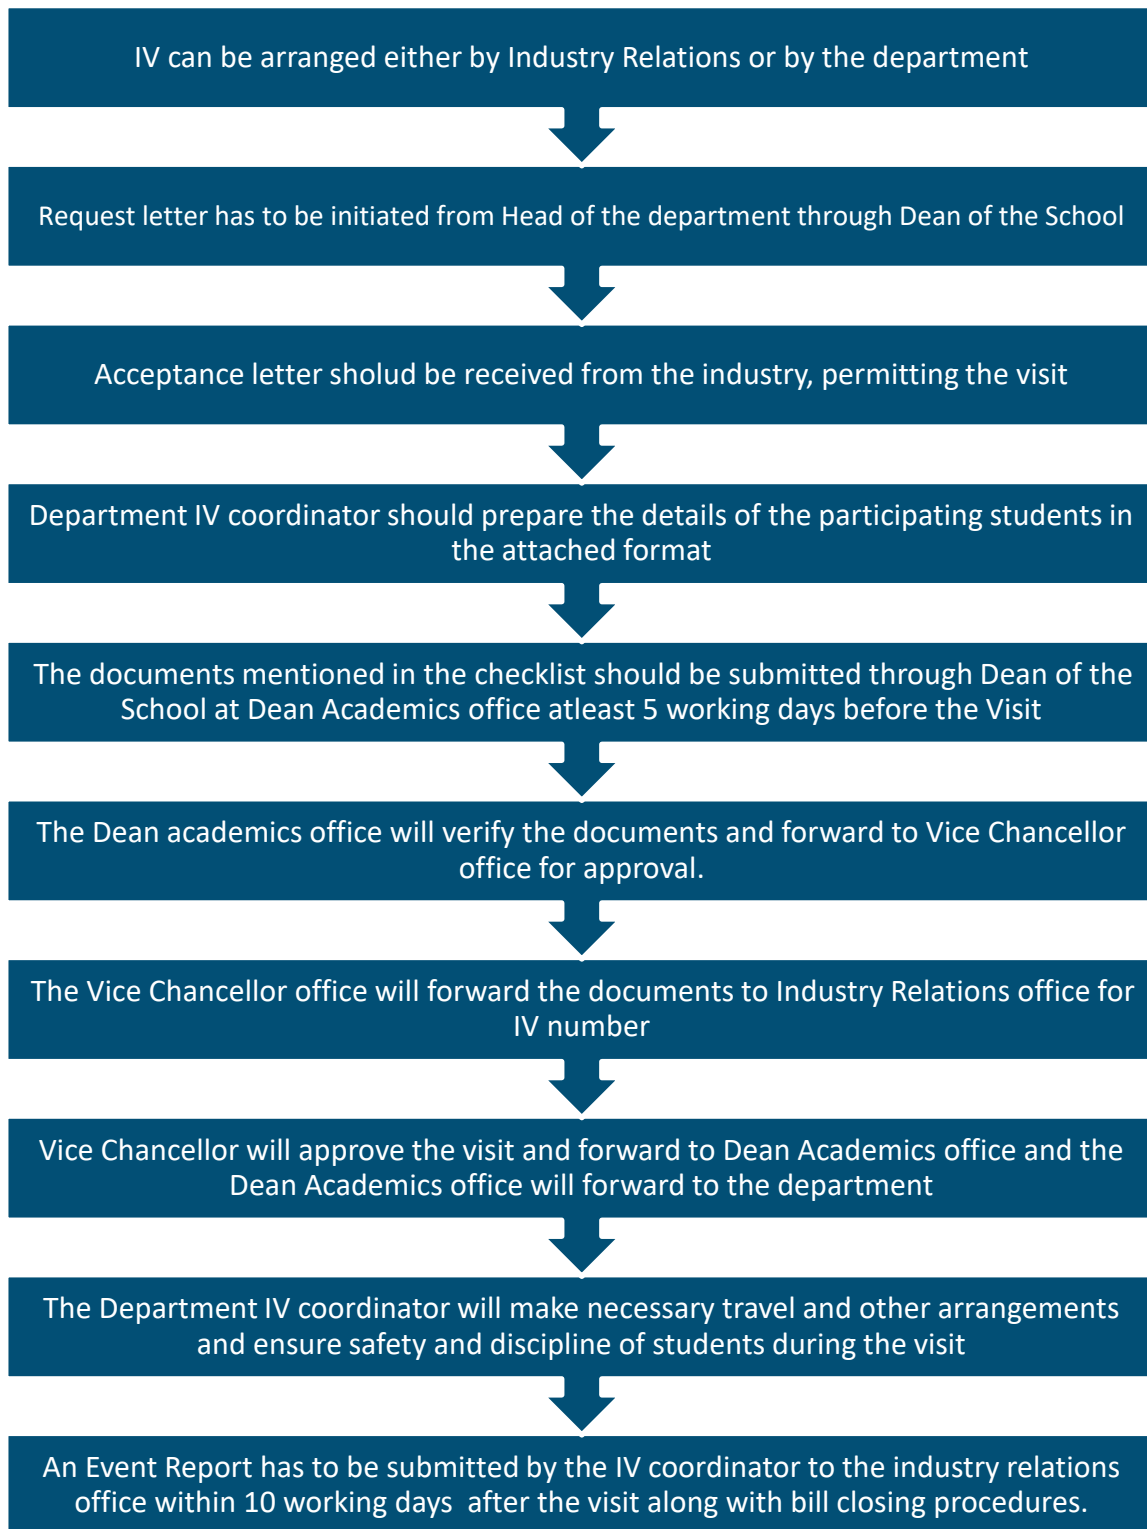 IV can be arranged either by Industry Relations or by the department
Request letter has to be initiated from Head of the department through Dean of the School
Acceptance letter sholud be received from the industry, permitting the visit
Department IV coordinator should prepare the details of the participating students in
the attached format
The documents mentioned in the checklist should be submitted through Dean of the
School at Dean Academics office atleast 5 working days before the Visit
The Dean academics office will verify the documents and forward to Vice Chancellor
office for approval.
The Vice Chancellor office will forward the documents to Industry Relations office for
IV number
Vice Chancellor will approve the visit and forward to Dean Academics office and the
Dean Academics office will forward to the department
The Department IV coordinator will make necessary travel and other arrangements
and ensure safety and discipline of students during the visit
An Event Report has to be submitted by the IV coordinator to the industry relations
office within 10 working days  after the visit along with bill closing procedures.